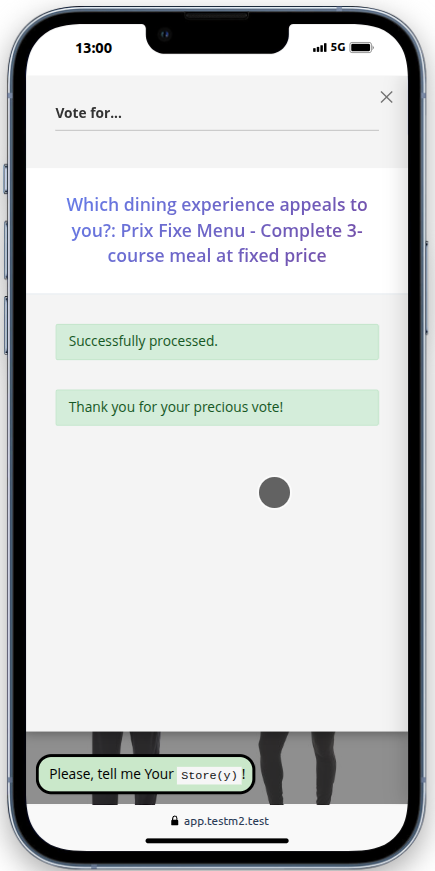 13:00
5G
Vote for...
Which dining experience appeals to
you?: Prix Fixe Menu - Complete 3-
course meal at fixed price
Successfully processed.
Thank you for your precious vote!
Please, tell me Your Store(y) !
app.testm2.test